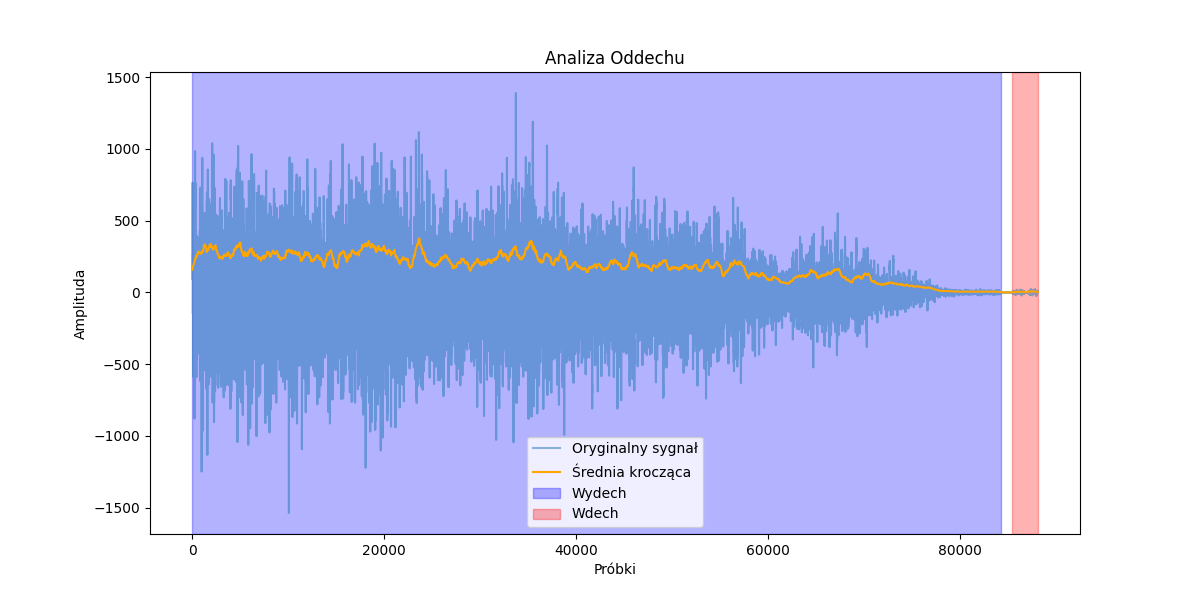 Analiza Oddechu
Amplituda
1500
1000
500
0
−500
−1000
−1500
Oryginalny sygnał
Średnia krocząca
Wydech
Wdech
0 20000 40000 60000 80000
Próbki